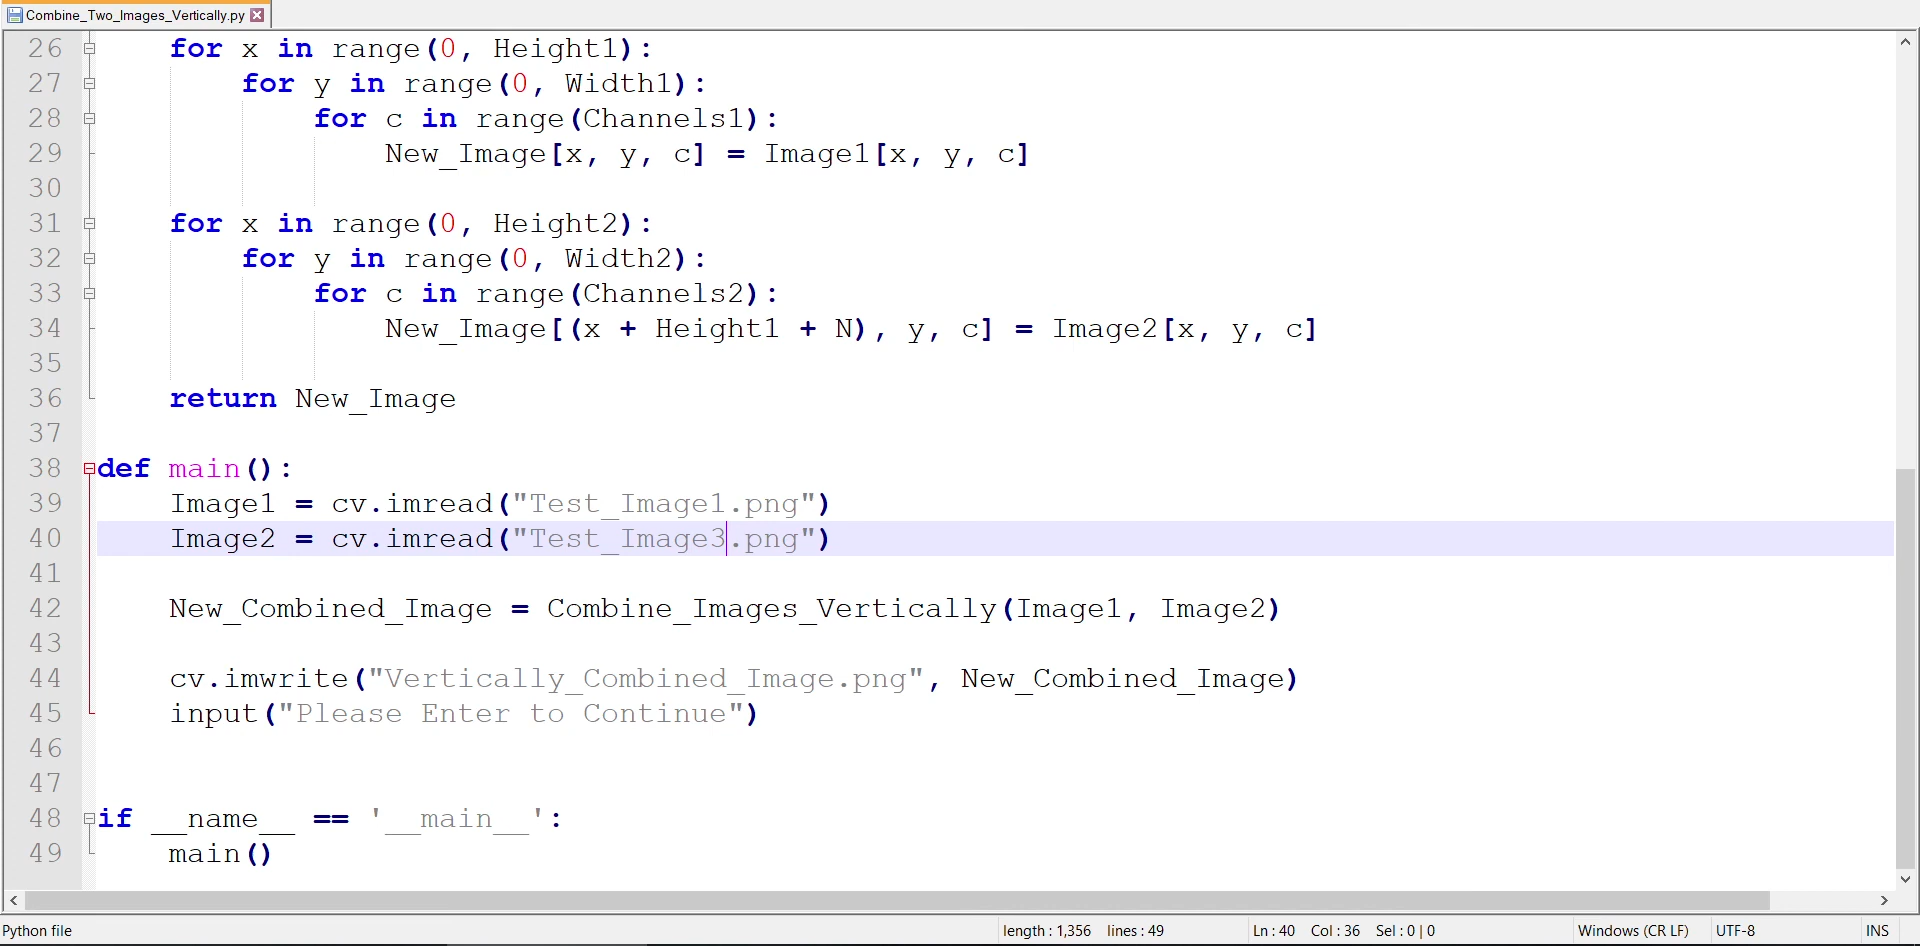 Combine_Two_Images_Vertically.py
26 for x in range(0, Height1):
27 for y in range(0, Width1):
28 for c in range(Channels1):
29 New_Image[x, y, c] = Image1[x, y, c]
30
31 for x in range(0, Height2):
32 for y in range(0, Width2):
33 for c in range(Channels2):
34 New_Image[(x + Height1 + N), y, c] = Image2[x, y, c]
35
36 return New_Image
37
38 def main():
39 Image1 = cv.imread("Test_Image1.png")
40 Image2 = cv.imread("Test_Image3.png")
41
42 New_Combined_Image = Combine_Images_Vertically(Image1, Image2)
43
44 cv.imwrite("Vertically_Combined_Image.png", New_Combined_Image)
45 input("Please Enter to Continue")
46
47
48 if __name__ == '__main__':
49 main()
Python file length : 1,356 lines : 49 Ln : 40 Col : 36 Sel : 0 | 0 Windows (CR LF) UTF-8 INS